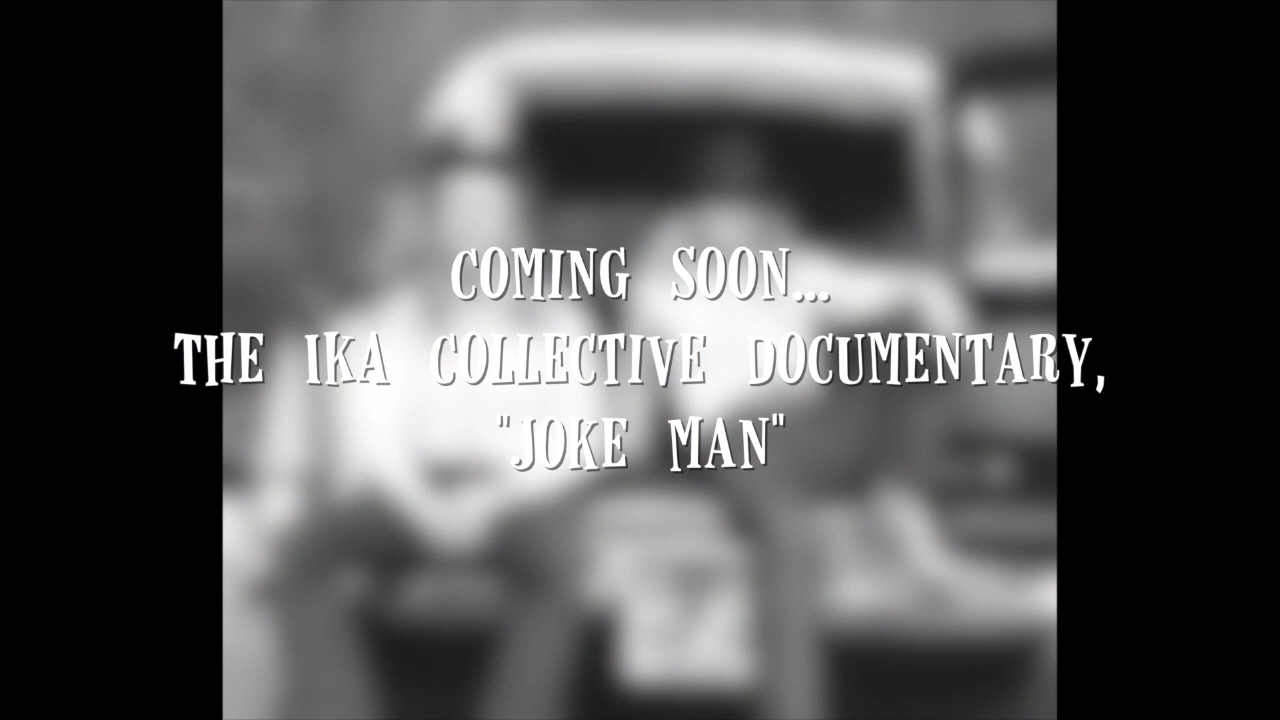 COMING SOON...
THE IKA COLLECTIVE DOCUMENTARY,
"JOKE MAN"